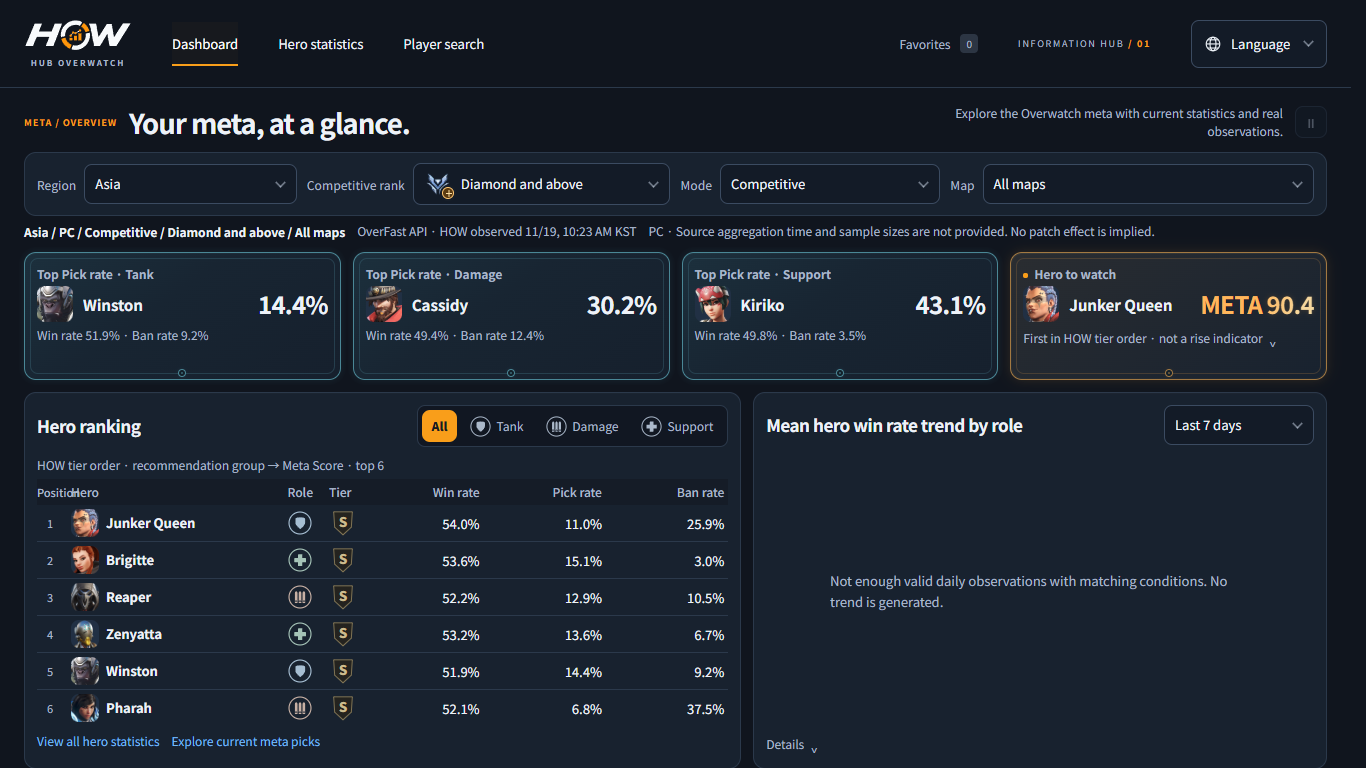 HOW
HUB OVERWATCH
Dashboard
Hero statistics
Player search
Favorites 0
INFORMATION HUB / 01
Language
META / OVERVIEW
Your meta, at a glance.
Explore the Overwatch meta with current statistics and real
observations.
Region
Asia
Competitive rank
Diamond and above
Mode
Competitive
Map
All maps
Asia / PC / Competitive / Diamond and above / All maps
OverFast API · HOW observed 11/19, 10:23 AM KST
PC · Source aggregation time and sample sizes are not provided. No patch effect is implied.
Top Pick rate · Tank
Winston 14.4%
Win rate 51.9% · Ban rate 9.2%
Top Pick rate · Damage
Cassidy 30.2%
Win rate 49.4% · Ban rate 12.4%
Top Pick rate · Support
Kiriko 43.1%
Win rate 49.8% · Ban rate 3.5%
Hero to watch
Junker Queen META 90.4
First in HOW tier order · not a rise indicator
Hero ranking
All
Tank
Damage
Support
HOW tier order · recommendation group → Meta Score · top 6
Position Hero Role Tier Win rate Pick rate Ban rate
1 Junker Queen S 54.0% 11.0% 25.9%
2 Brigitte S 53.6% 15.1% 3.0%
3 Reaper S 52.2% 12.9% 10.5%
4 Zenyatta S 53.2% 13.6% 6.7%
5 Winston S 51.9% 14.4% 9.2%
6 Pharah S 52.1% 6.8% 37.5%
View all hero statistics
Explore current meta picks
Mean hero win rate trend by role
Last 7 days
Not enough valid daily observations with matching conditions. No
trend is generated.
Details